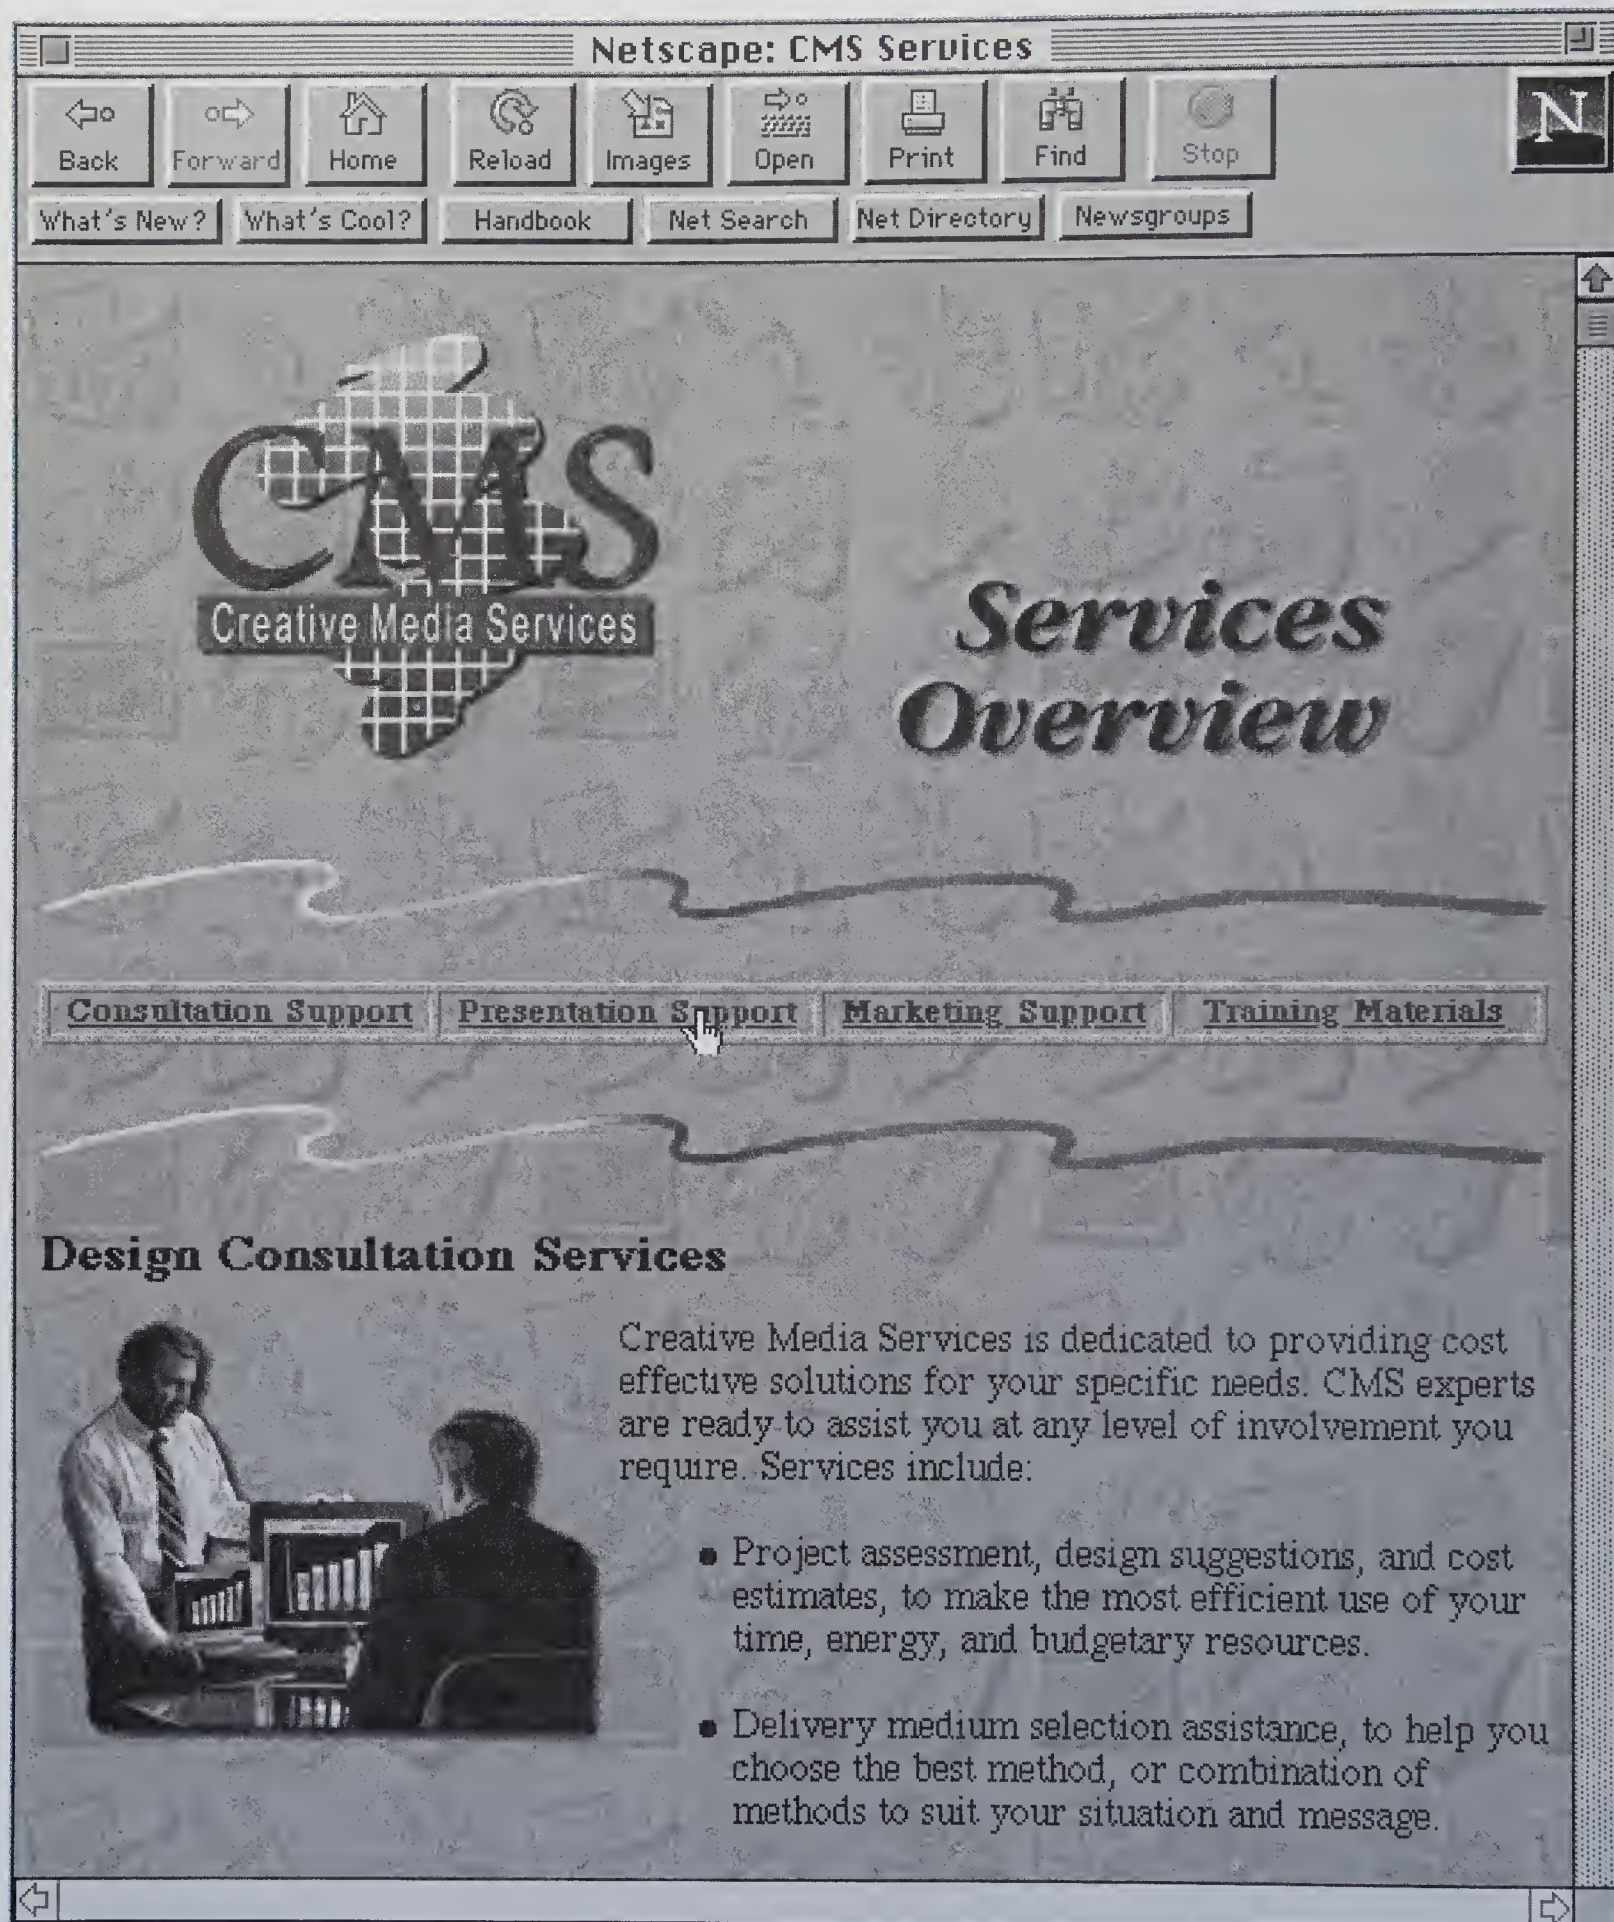 Netscape: CMS Services
Back Forward Home Reload Images Open Print Find Stop
N
What's New? What's Cool? Handbook Net Search Net Directory Newsgroups
CMS
Creative Media Services
Services
Overview
Consultation Support Presentation Support Marketing Support Training Materials
Design Consultation Services
Creative Media Services is dedicated to providing cost
effective solutions for your specific needs. CMS experts
are ready to assist you at any level of involvement you
require. Services include:
• Project assessment, design suggestions, and cost
estimates, to make the most efficient use of your
time, energy, and budgetary resources.
• Delivery medium selection assistance, to help you
choose the best method, or combination of
methods to suit your situation and message.